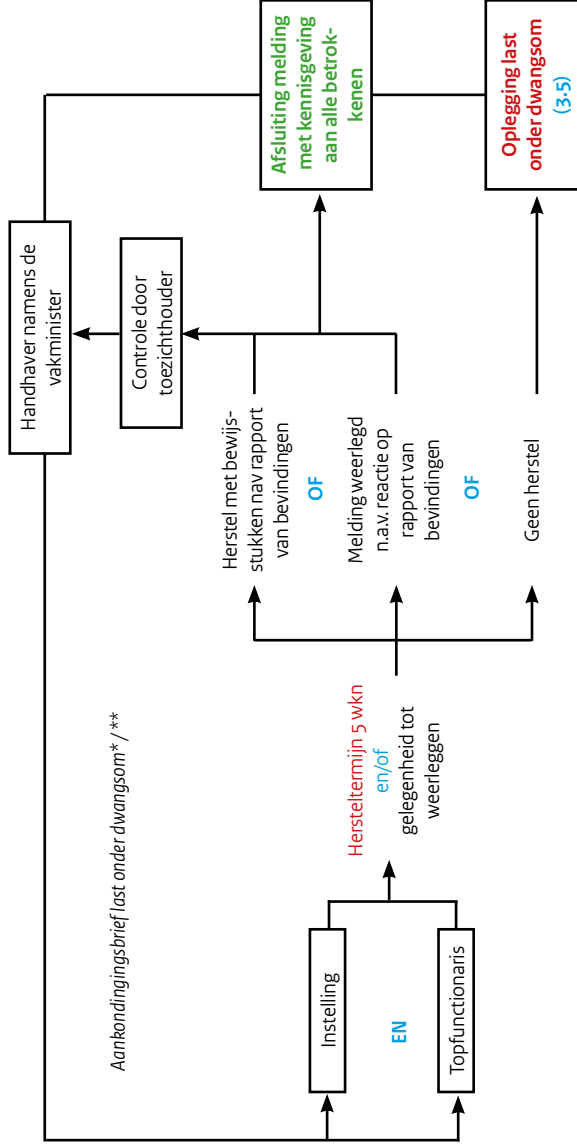 Handhaver namens de
vakminister
Aankondingingsbrief last onder dwangsom* / **
Controle door
toezichthouder
Instelling
EN
Topfunctionaris
Hersteltermijn 5 wkn
en/of
gelegenheid tot
weerleggen
Herstel met bewijs-
stukken nav rapport
van bevindingen
OF
Melding weerlegd
n.a.v. reactie op
rapport van
bevindingen
OF
Geen herstel
Afsluiting melding
met kennisgeving
aan alle betrok-
kenen
Oplegging last
onder dwangsom
(3.5)